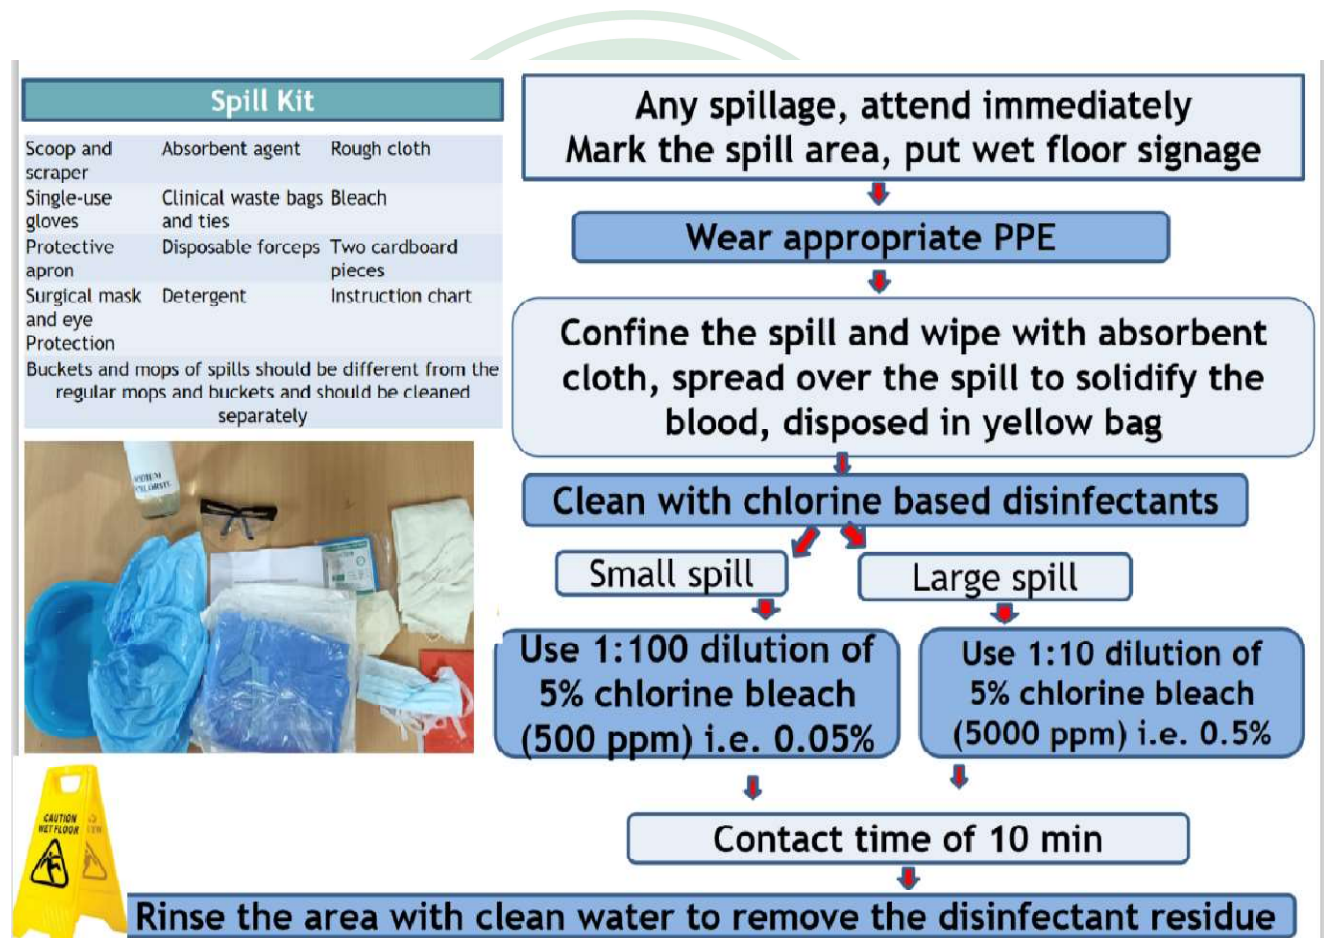 Spill Kit
Scoop and scraper
Absorbent agent
Rough cloth
Single-use gloves
Clinical waste bags and ties
Bleach
Protective apron
Disposable forceps
Two cardboard pieces
Surgical mask and eye Protection
Detergent
Instruction chart
Buckets and mops of spills should be different from the
regular mops and buckets and should be cleaned
separately
CAUTION
WET FLOOR
Any spillage, attend immediately
Mark the spill area, put wet floor signage
Wear appropriate PPE
Confine the spill and wipe with absorbent
cloth, spread over the spill to solidify the
blood, disposed in yellow bag
Clean with chlorine based disinfectants
Small spill
Large spill
Use 1:100 dilution of
5% chlorine bleach
(500 ppm) i.e. 0.05%
Use 1:10 dilution of
5% chlorine bleach
(5000 ppm) i.e. 0.5%
Contact time of 10 min
Rinse the area with clean water to remove the disinfectant residue